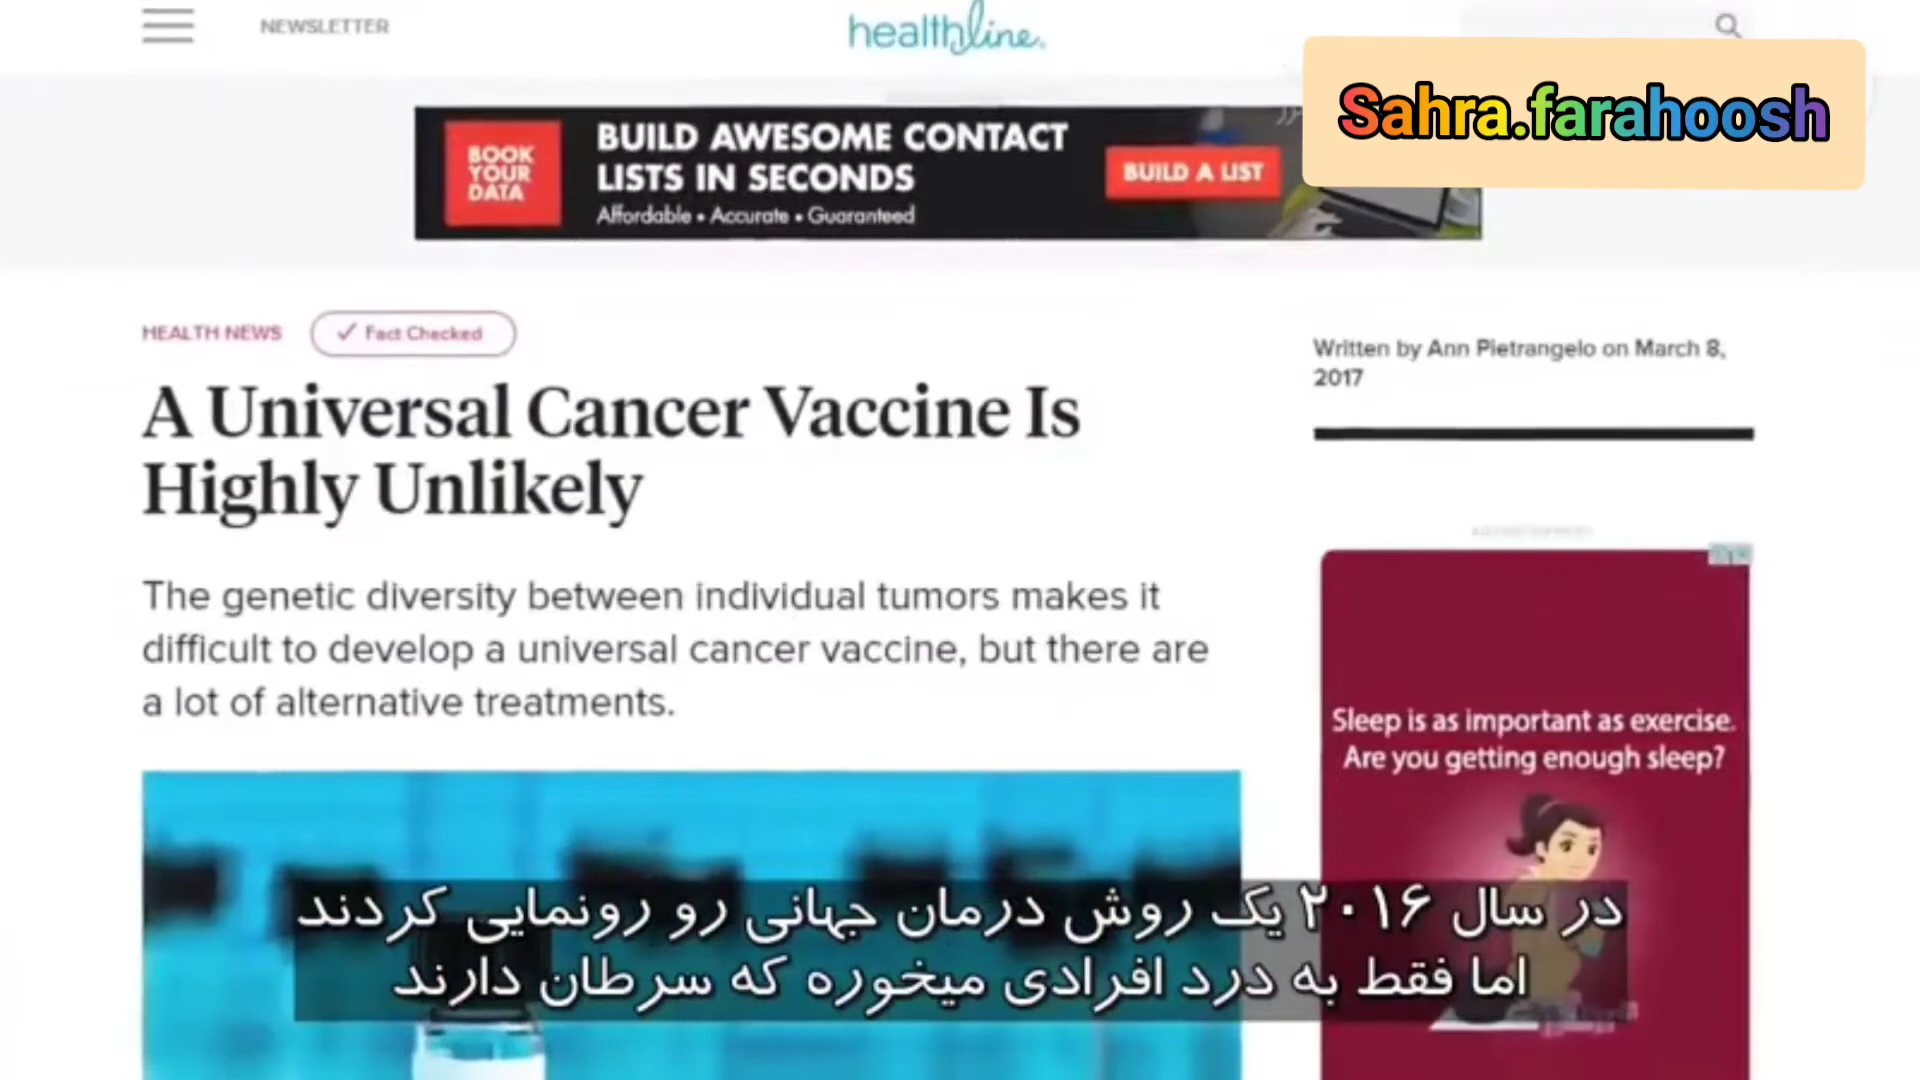 NEWSLETTER
healthline
Sahra.farahoosh
BOOK
YOUR
DATA
BUILD AWESOME CONTACT
LISTS IN SECONDS
Affordable • Accurate • Guaranteed
BUILD A LIST
HEALTH NEWS
Fact Checked
A Universal Cancer Vaccine Is
Highly Unlikely
The genetic diversity between individual tumors makes it
difficult to develop a universal cancer vaccine, but there are
a lot of alternative treatments.
Written by Ann Pietrangelo on March 8,
2017
Sleep is as important as exercise.
Are you getting enough sleep?
در سال ۲۰۱۶ یک روش درمان جهانی رو رونمایی کردند
اما فقط به درد افرادی میخوره که سرطان دارند